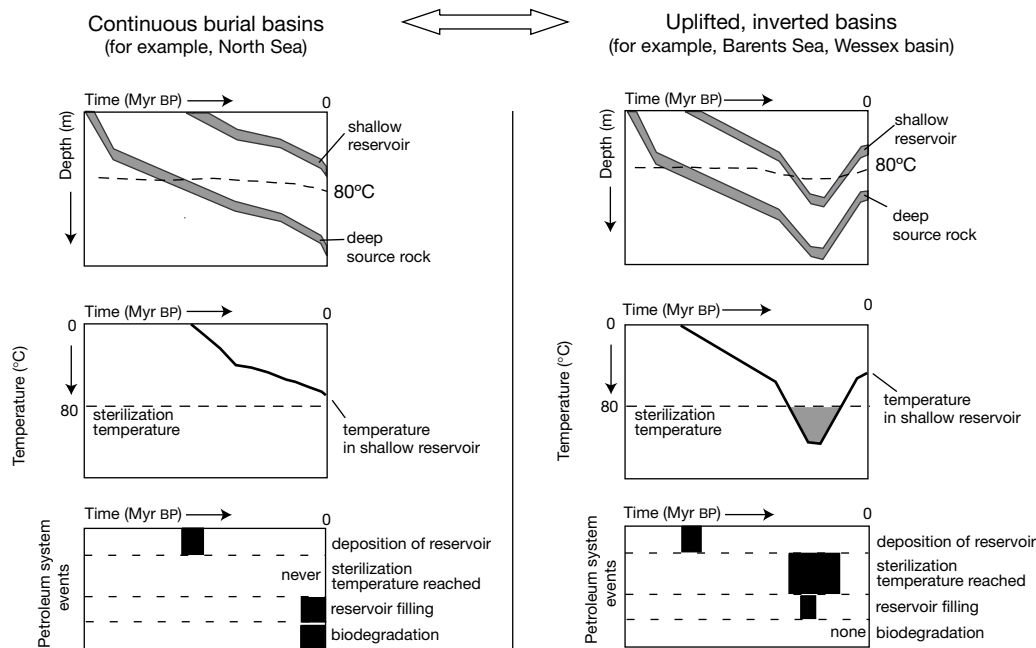 Continuous burial basins
(for example, North Sea)
Uplifted, inverted basins
(for example, Barents Sea, Wessex basin)
Time (Myr BP)
0
Depth (m)
shallow
reservoir
80ºC
deep
source rock
Time (Myr BP)
0
Depth (m)
shallow
reservoir
80ºC
deep
source rock
Time (Myr BP)
0
0
80
Temperature (°C)
sterilization
temperature
temperature
in shallow reservoir
Time (Myr BP)
0
0
80
Temperature (°C)
sterilization
temperature
temperature
in shallow reservoir
Time (Myr BP)
0
Petroleum system
events
deposition of reservoir
never
sterilization
temperature reached
reservoir filling
biodegradation
Time (Myr BP)
0
Petroleum system
events
deposition of reservoir
sterilization
temperature reached
reservoir filling
none
biodegradation